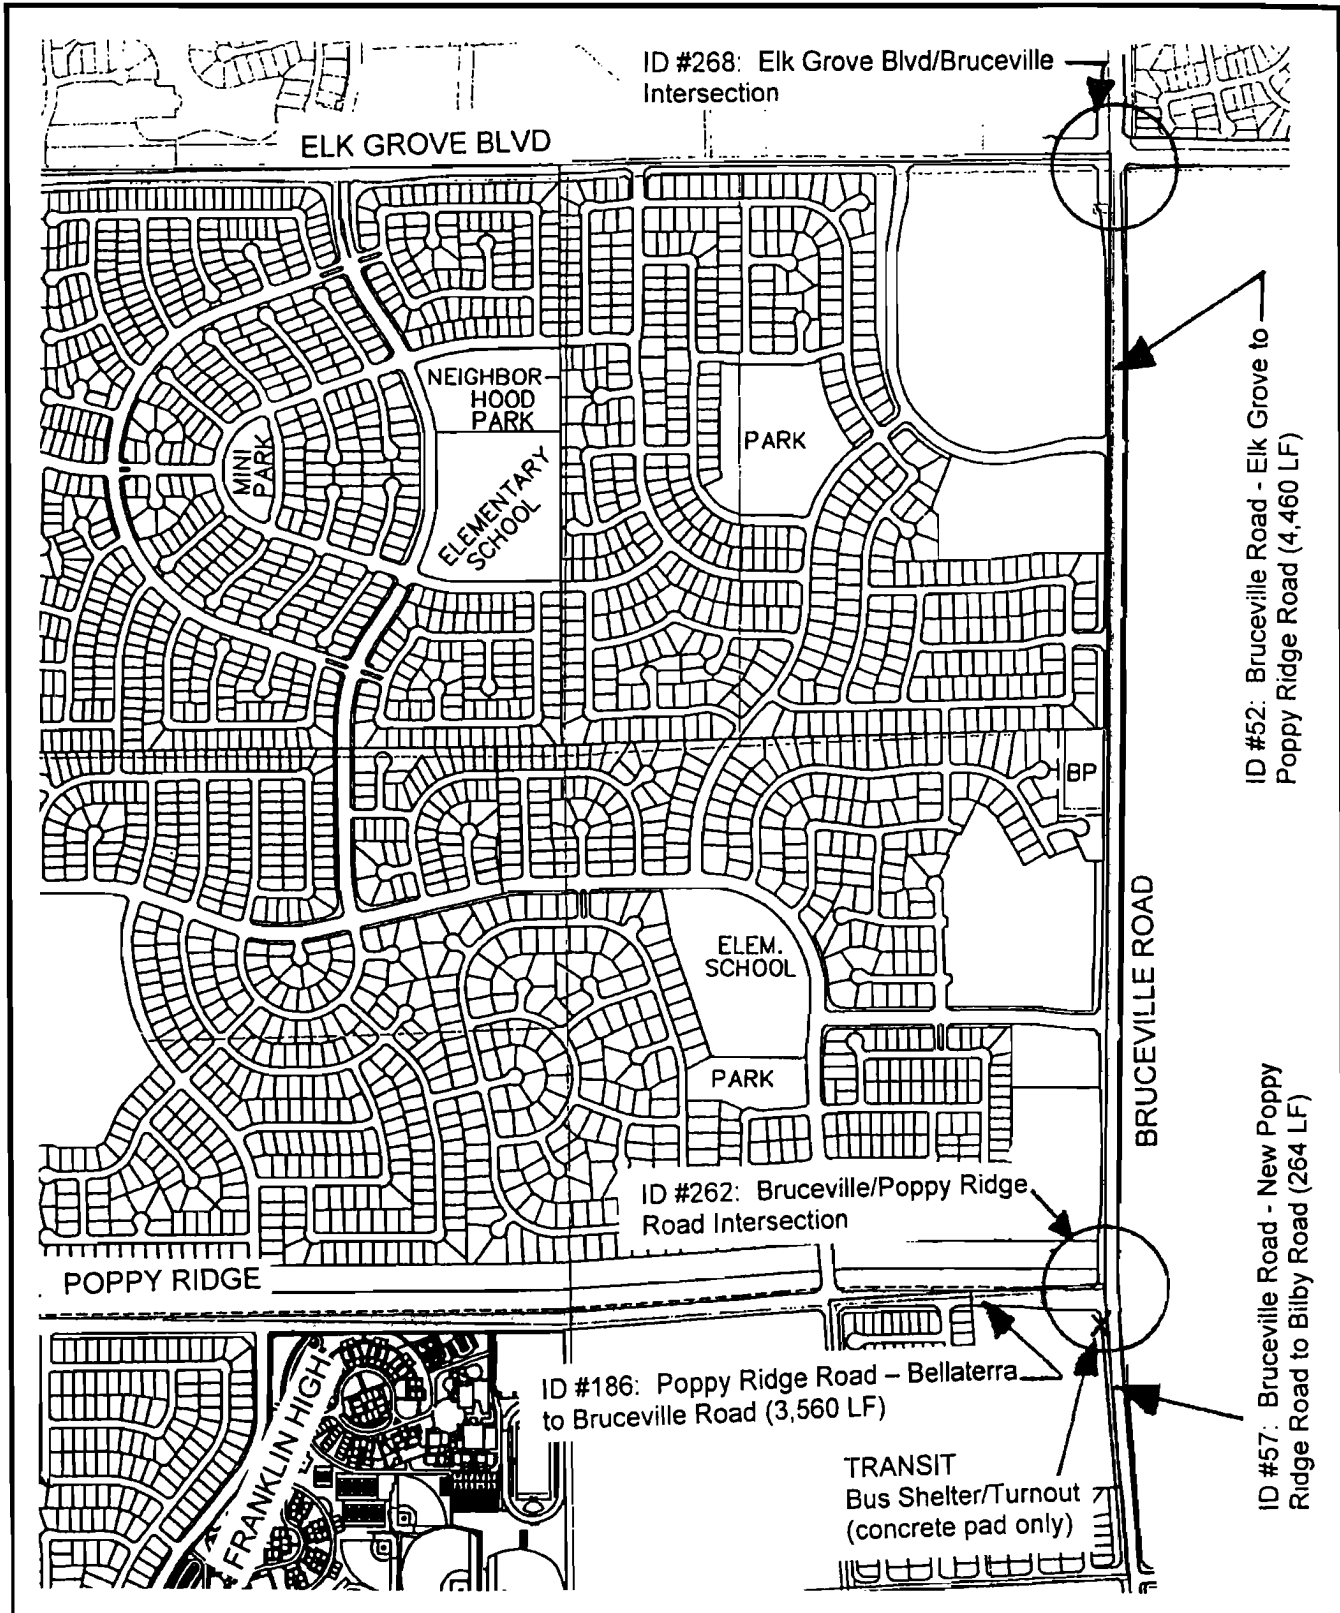 ID #268:  Elk Grove Blvd/Bruceville
Intersection
ELK GROVE BLVD
NEIGHBOR-
HOOD
PARK
MINI
PARK
ELEMENTARY
SCHOOL
PARK
ID #52:  Bruceville Road - Elk Grove to
Poppy Ridge Road (4,460 LF)
BP
BRUCEVILLE ROAD
ELEM.
SCHOOL
PARK
ID #262:  Bruceville/Poppy Ridge
Road Intersection
POPPY RIDGE
ID #57:  Bruceville Road - New Poppy
Ridge Road to Bilby Road (264 LF)
FRANKLIN HIGH
ID #186:  Poppy Ridge Road – Bellaterra
to Bruceville Road (3,560 LF)
TRANSIT
Bus Shelter/Turnout
(concrete pad only)